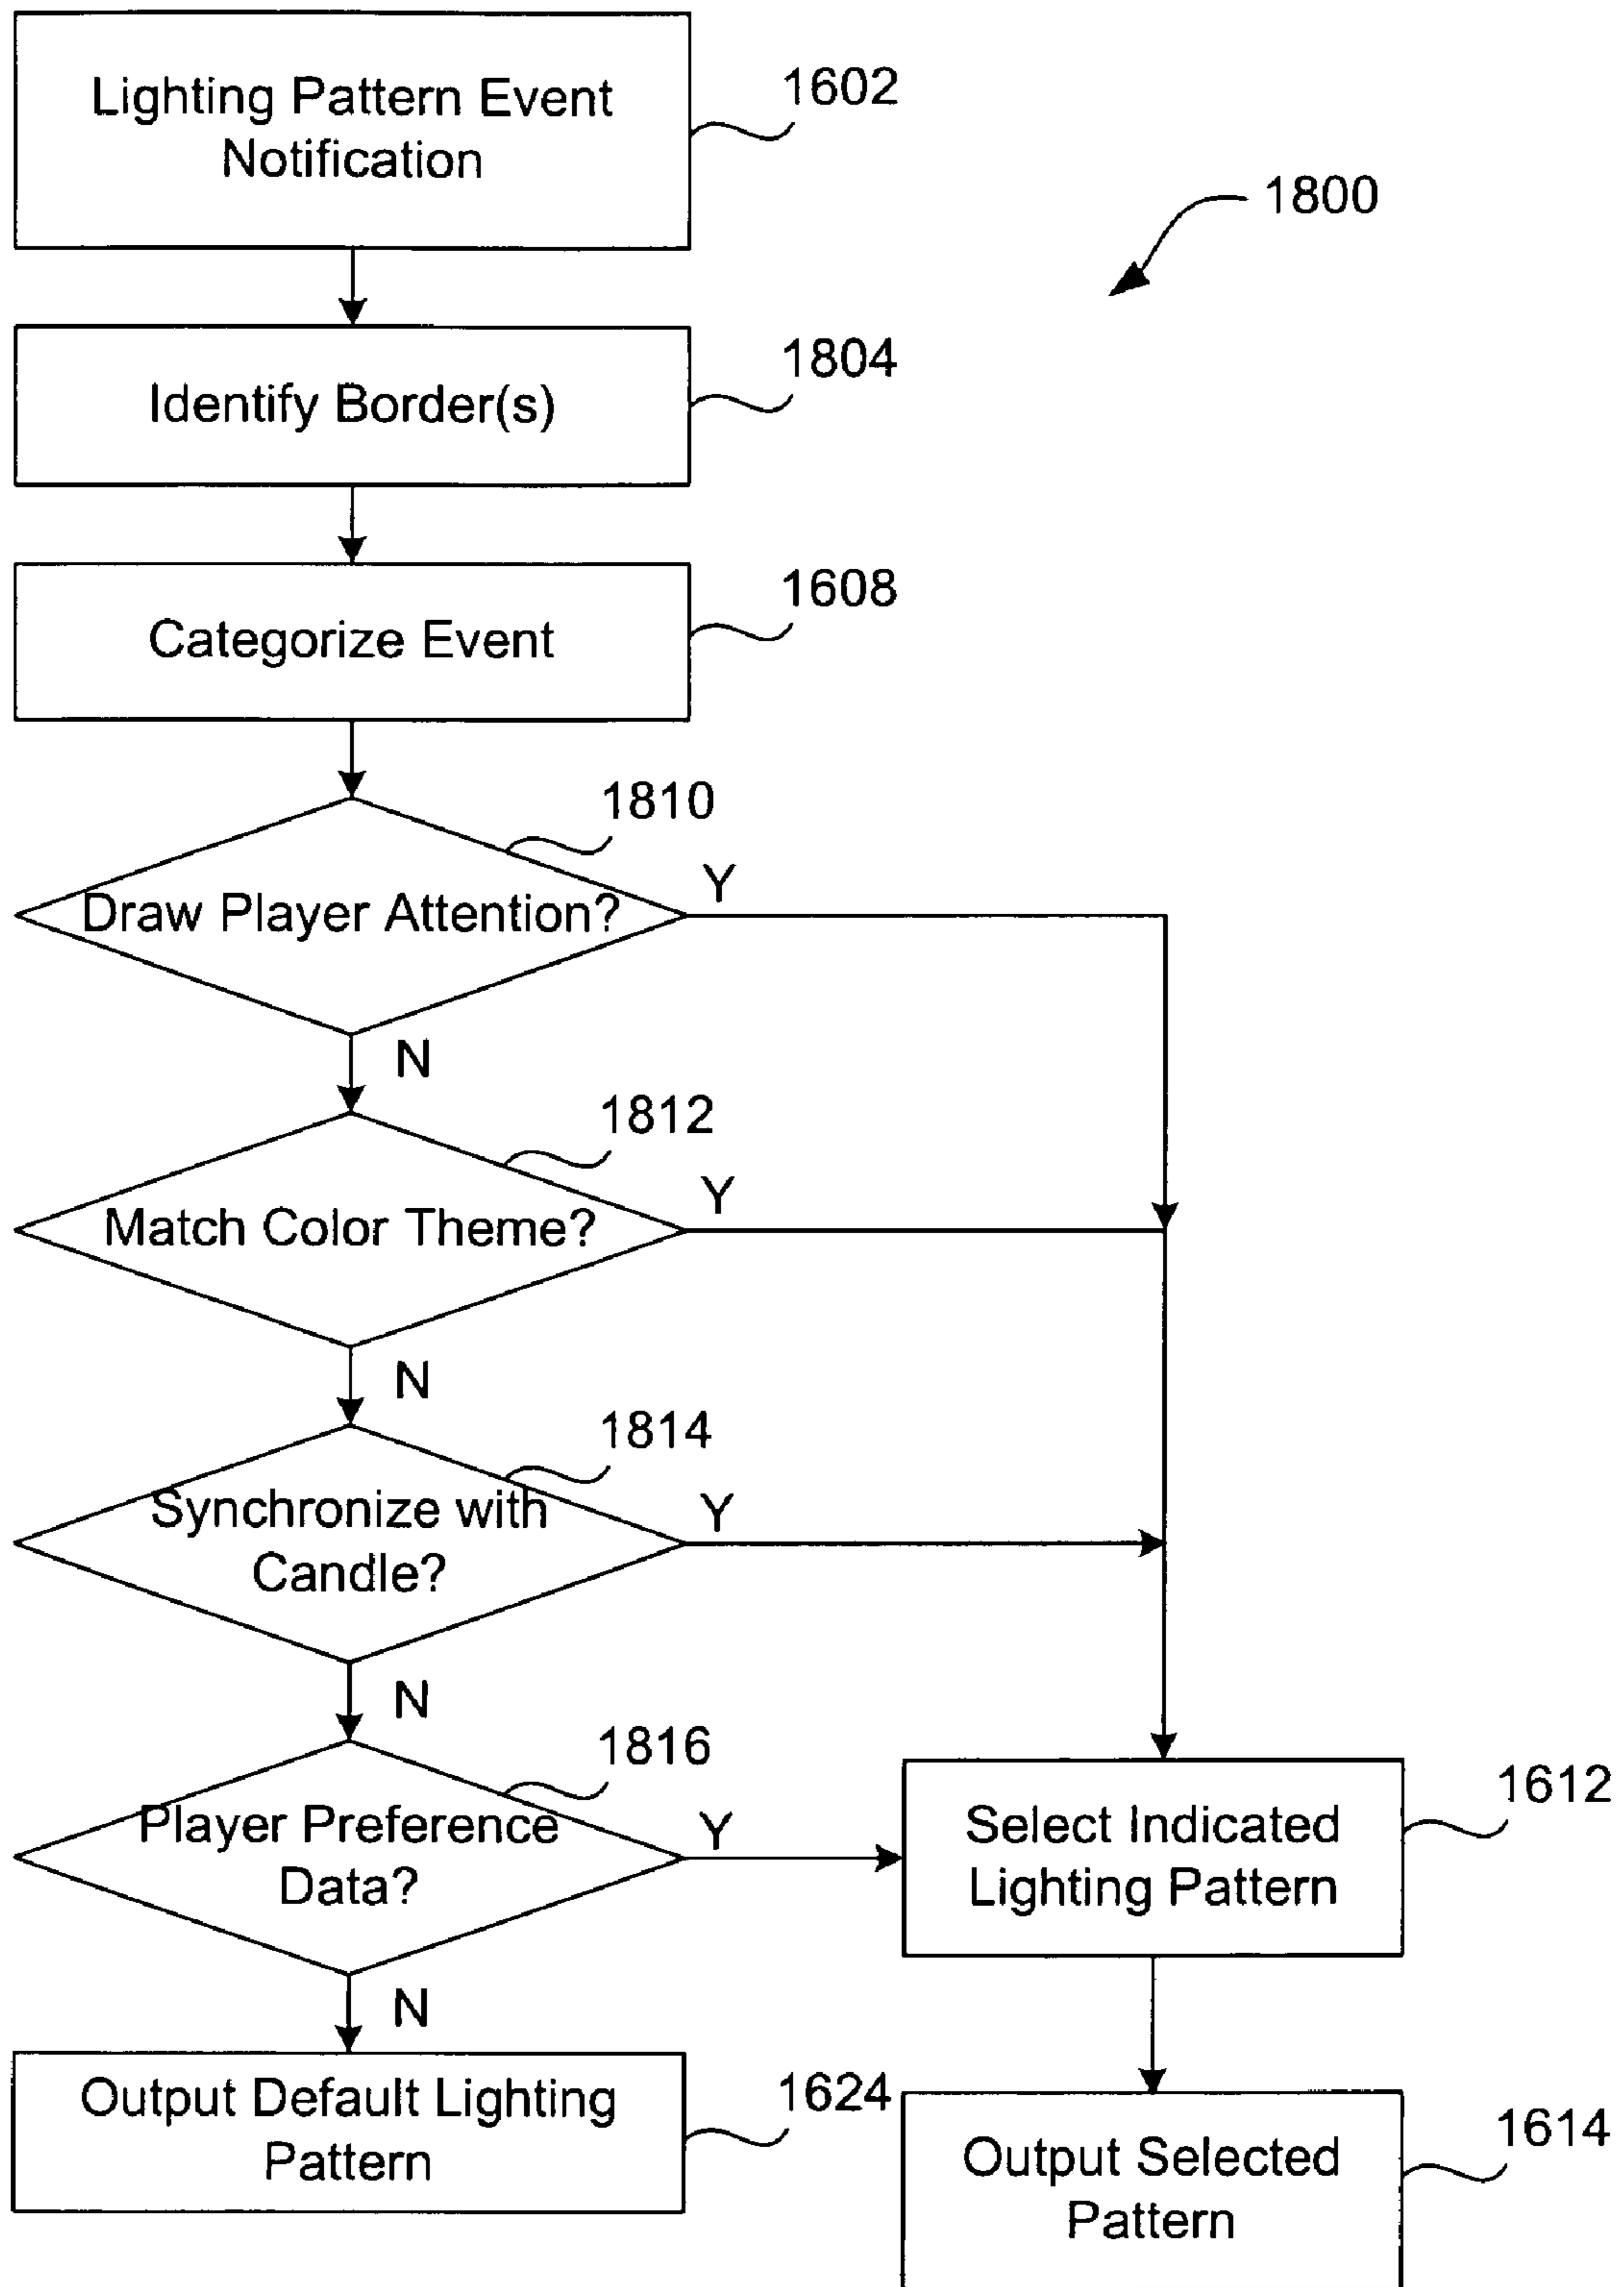 Lighting Pattern Event
Notification
1602
1800
Identify Border(s)
1804
Categorize Event
1608
1810
Draw Player Attention?
Y
N
1812
Match Color Theme?
Y
N
1814
Synchronize with
Candle?
Y
N
1816
Player Preference
Data?
Y
N
Select Indicated
Lighting Pattern
1612
Output Default Lighting
Pattern
1624
Output Selected
Pattern
1614